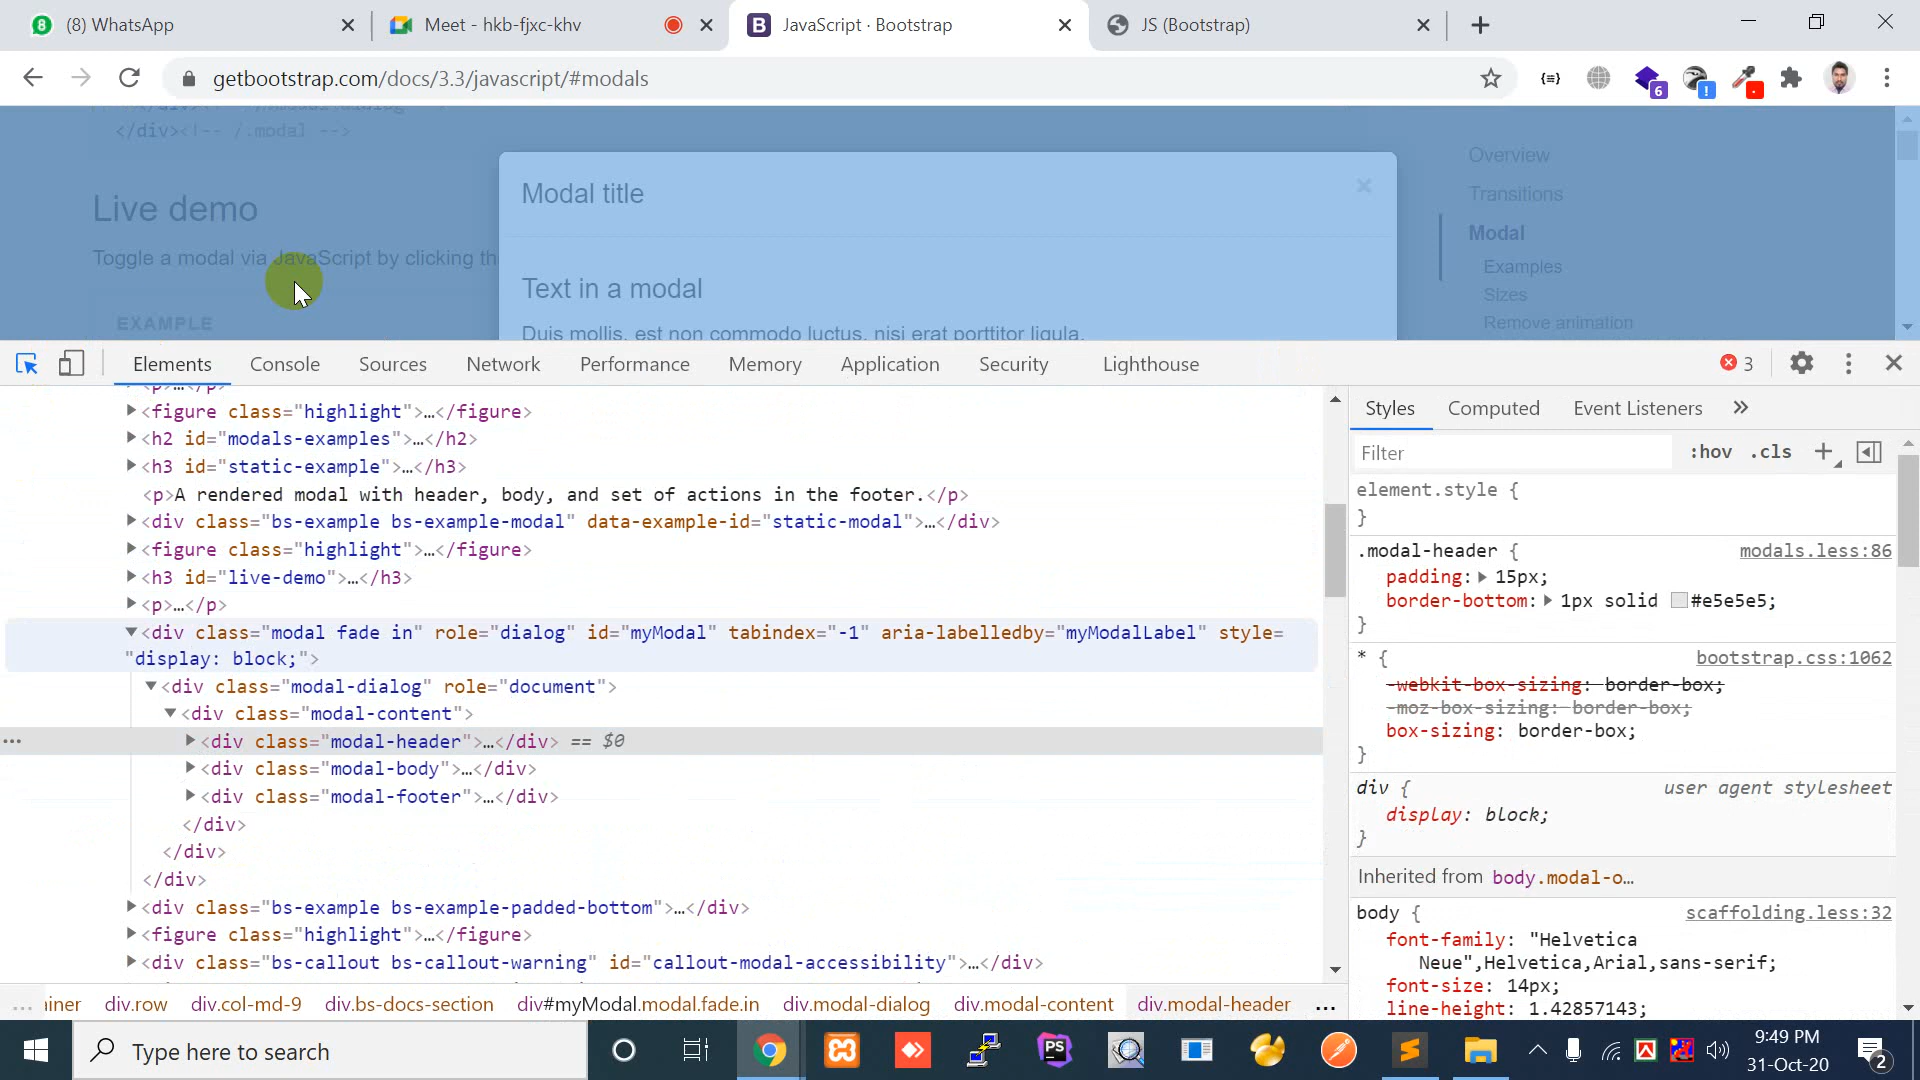 8 (8) WhatsApp
Meet - hkb-fjxc-khv
B JavaScript · Bootstrap
JS (Bootstrap)
getbootstrap.com/docs/3.3/javascript/#modals
6
!
</div><!-- /.modal -->
Live demo
Toggle a modal via JavaScript by clicking th
EXAMPLE
Modal title
×
Text in a modal
Duis mollis, est non commodo luctus, nisi erat porttitor ligula.
Overview
Transitions
Modal
Examples
Sizes
Remove animation
Elements Console Sources Network Performance Memory Application Security Lighthouse
3
<p>…</p>
<figure class="highlight">…</figure>
<h2 id="modals-examples">…</h2>
<h3 id="static-example">…</h3>
<p>A rendered modal with header, body, and set of actions in the footer.</p>
<div class="bs-example bs-example-modal" data-example-id="static-modal">…</div>
<figure class="highlight">…</figure>
<h3 id="live-demo">…</h3>
<p>…</p>
<div class="modal fade in" role="dialog" id="myModal" tabindex="-1" aria-labelledby="myModalLabel" style=
"display: block;">
<div class="modal-dialog" role="document">
<div class="modal-content">
… <div class="modal-header">…</div> == $0
<div class="modal-body">…</div>
<div class="modal-footer">…</div>
</div>
</div>
</div>
<div class="bs-example bs-example-padded-bottom">…</div>
<figure class="highlight">…</figure>
<div class="bs-callout bs-callout-warning" id="callout-modal-accessibility">…</div>
… ainer div.row div.col-md-9 div.bs-docs-section div#myModal.modal.fade.in div.modal-dialog div.modal-content div.modal-header …
Styles Computed Event Listeners »
Filter :hov .cls +
element.style {
}
.modal-header { modals.less:86
padding: 15px;
border-bottom: 1px solid #e5e5e5;
}
* { bootstrap.css:1062
-webkit-box-sizing: border-box;
-moz-box-sizing: border-box;
box-sizing: border-box;
}
div { user agent stylesheet
display: block;
}
Inherited from body.modal-o…
body { scaffolding.less:32
font-family: "Helvetica
Neue",Helvetica,Arial,sans-serif;
font-size: 14px;
line-height: 1.42857143;
Type here to search
PS
9:49 PM
31-Oct-20
2